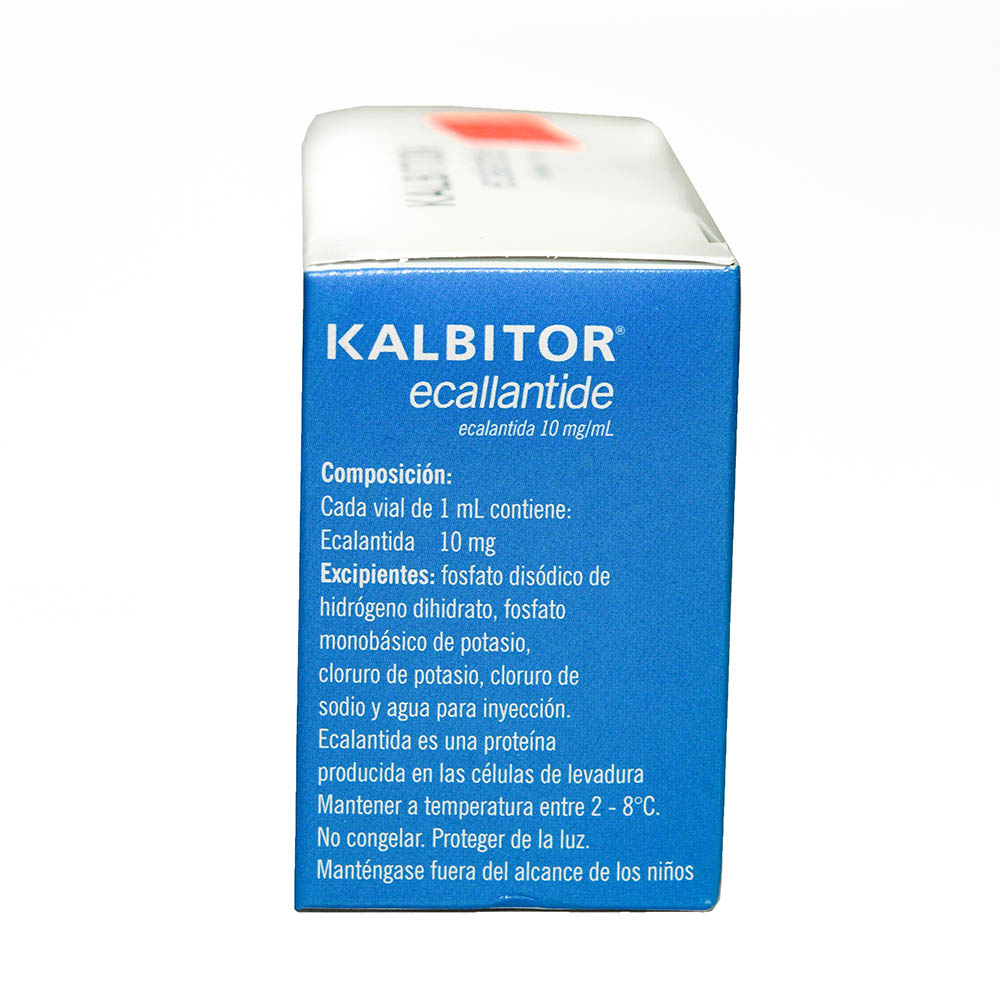 KALBITOR
KALBITOR®
ecallantide
ecalantida 10 mg/mL
Composición:
Cada vial de 1 mL contiene:
Ecalantida 10 mg
Excipientes: fosfato disódico de
hidrógeno dihidrato, fosfato
monobásico de potasio,
cloruro de potasio, cloruro de
sodio y agua para inyección.
Ecalantida es una proteína
producida en las células de levadura
Mantener a temperatura entre 2 - 8°C.
No congelar. Proteger de la luz.
Manténgase fuera del alcance de los niños